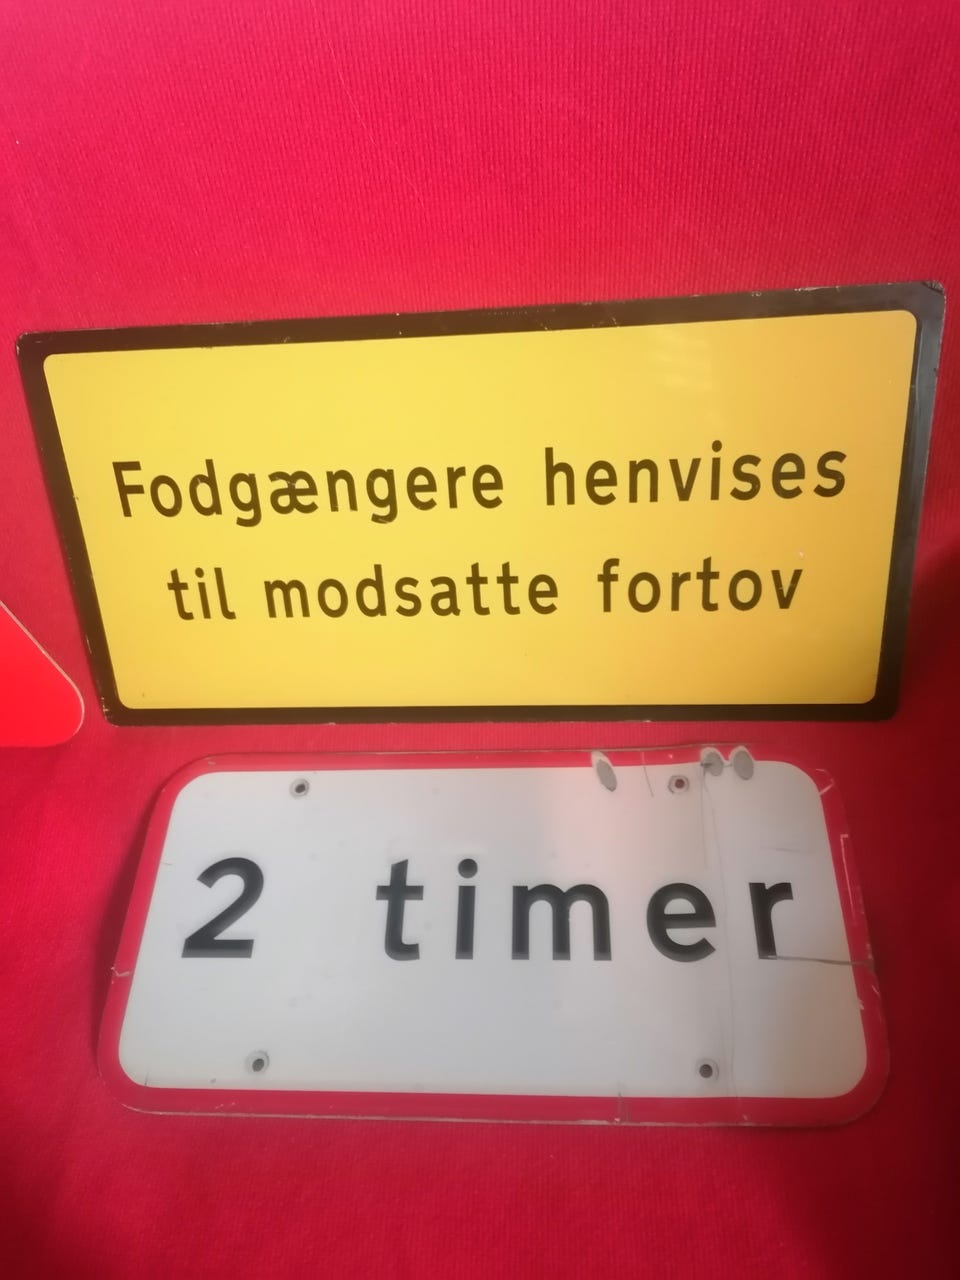 Fodgængere henvises
til modsatte fortov
2 timer